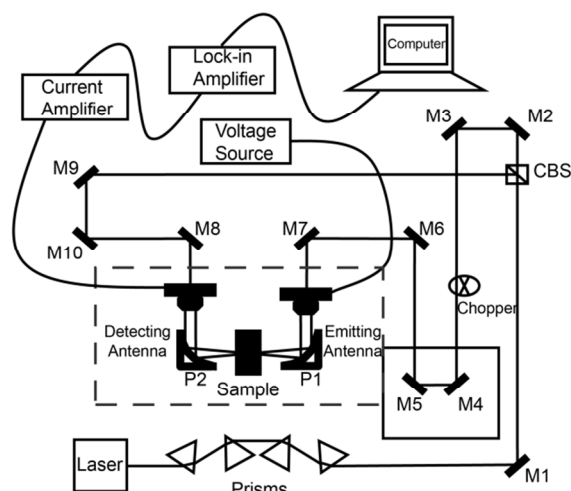 Computer
Lock-in
Amplifier
Current
Amplifier
Voltage
Source
M3
M2
M9
CBS
M10
M8
M7
M6
Chopper
Detecting
Antenna
Emitting
Antenna
P2
P1
Sample
M5
M4
Laser
M1
Prisms